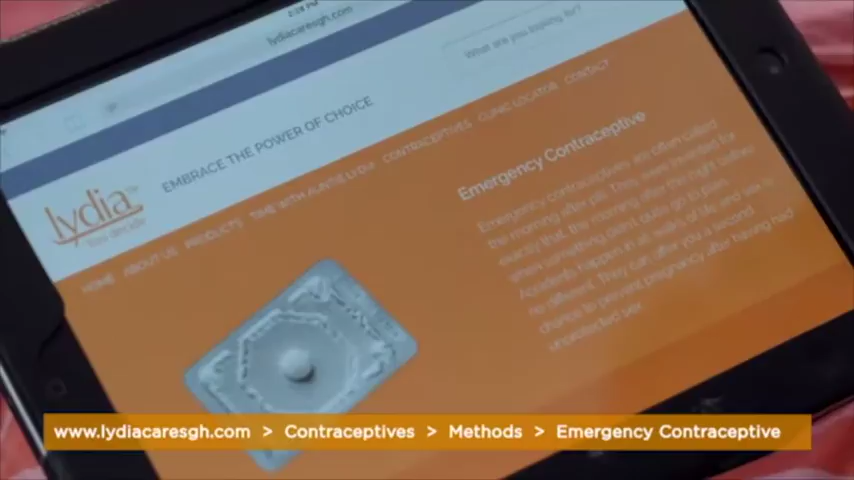 2:28 PM
lydiacaresgh.com
What are you looking for?
EMBRACE THE POWER OF CHOICE
lydia
You decide
HOME ABOUT US PRODUCTS TIME WITH AUNTIE LYDIA CONTRACEPTIVES CLINIC LOCATOR CONTACT
Emergency Contraceptive
Emergency contraceptives are often called
the morning after pill. They were invented for
exactly that, the morning after the night before
when something didn't quite go to plan.
Accidents happen in all walks of life and sex is
no different. They can offer you a second
chance to prevent pregnancy after having had
unprotected
www.lydiacaresgh.com > Contraceptives > Methods > Emergency Contraceptive